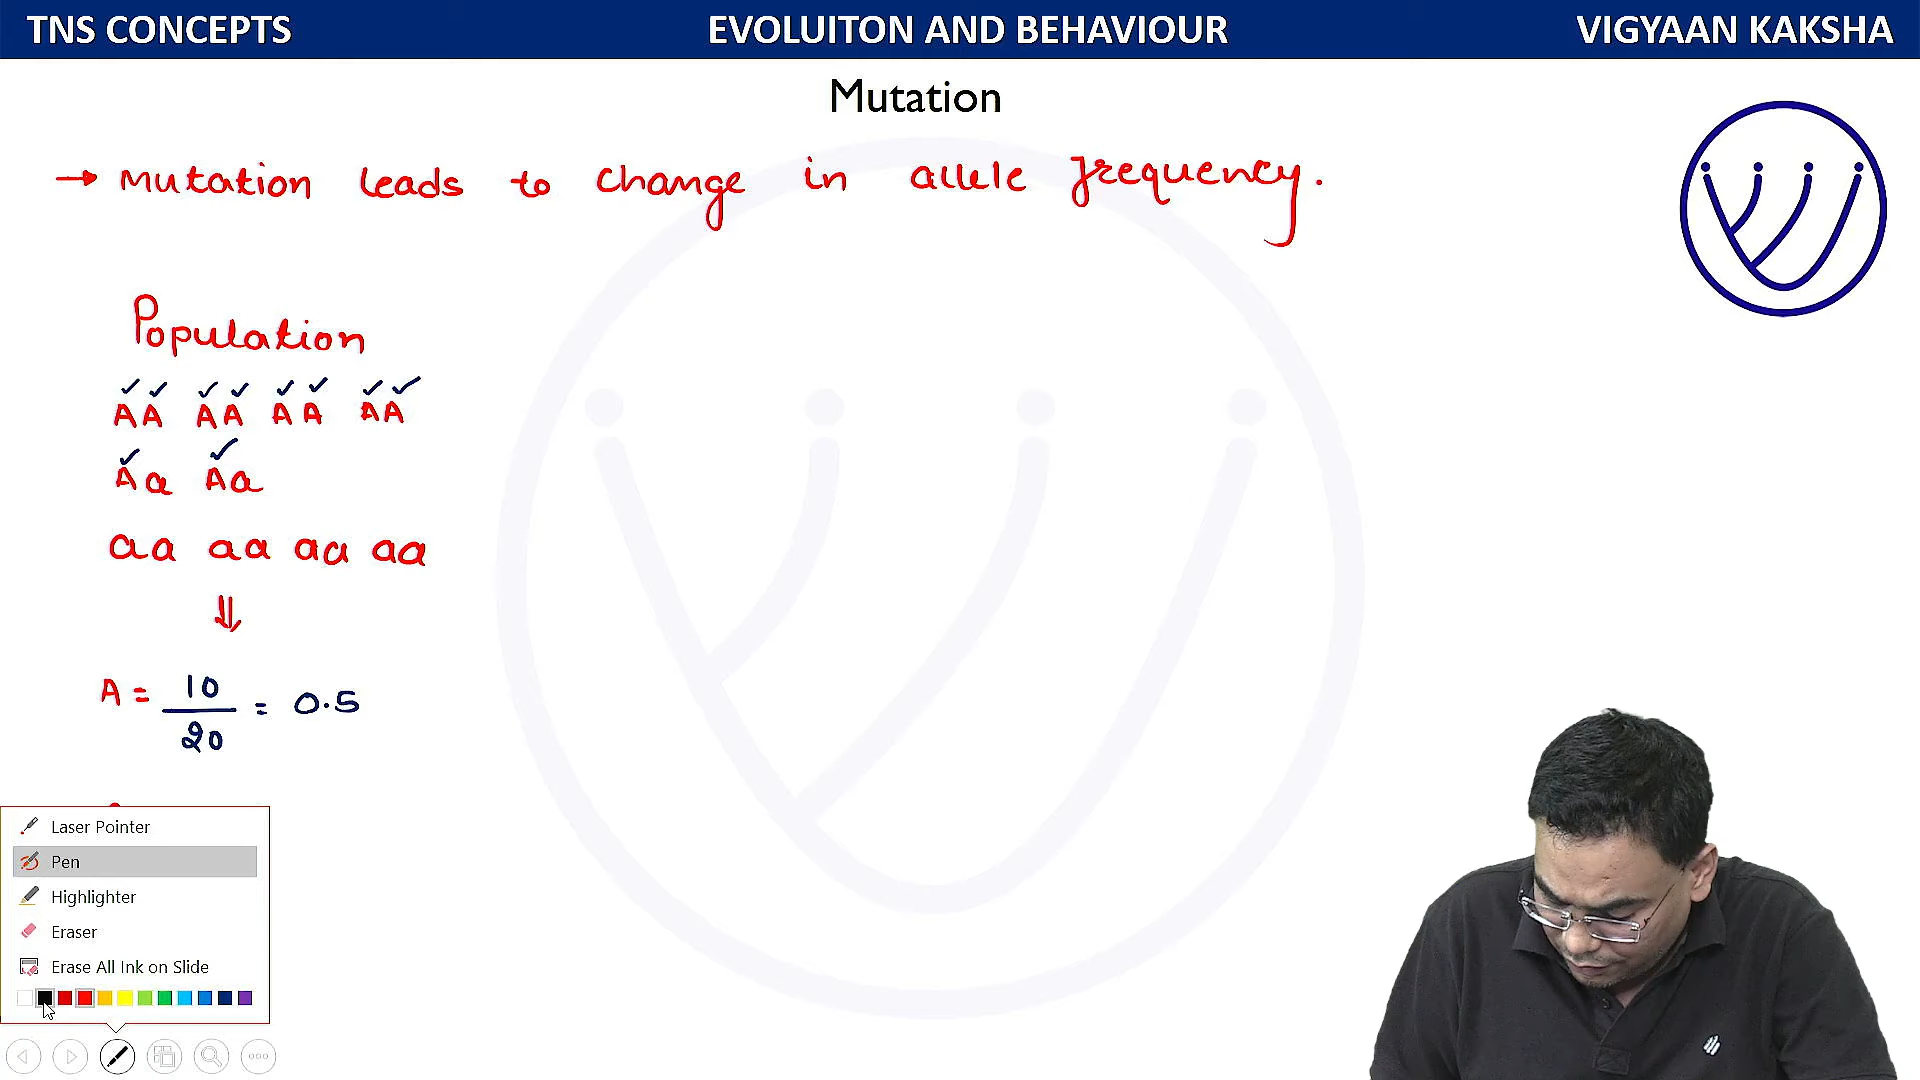 TNS CONCEPTS EVOLUITON AND BEHAVIOUR VIGYAAN KAKSHA
Mutation
→ Mutation leads to change in allele frequency.
Population
AA AA AA AA
Aa Aa
aa aa aa aa
⇓
A = 10/20 = 0.5
Laser Pointer
Pen
Highlighter
Eraser
Erase All Ink on Slide